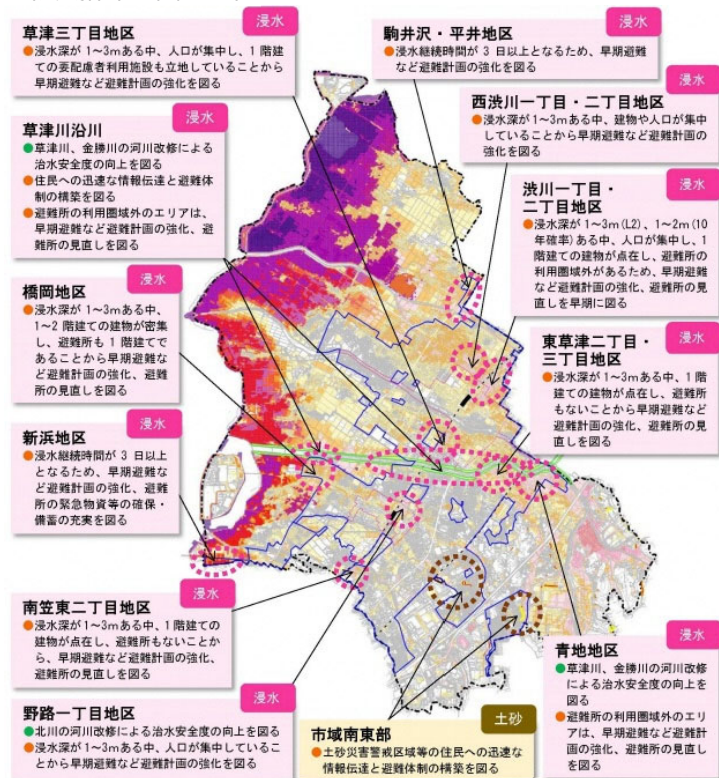 浸水
草津三丁目地区
●浸水深が 1～3mある中、人口が集中し、1 階建
ての要配慮者利用施設も立地していることから
早期避難など避難計画の強化を図る
浸水
駒井沢・平井地区
●浸水継続時間が 3 日以上となるため、早期避難
など避難計画の強化を図る
浸水
西渋川一丁目・二丁目地区
●浸水深が1～3mある中、建物や人口が集中
していることから早期避難など避難計画の
強化を図る
浸水
草津川沿川
●草津川、金勝川の河川改修による
治水安全度の向上を図る
●住民への迅速な情報伝達と避難体
制の構築を図る
●避難所の利用圏域外のエリアは、
早期避難など避難計画の強化、避
難所の見直しを図る
浸水
渋川一丁目・
二丁目地区
●浸水深が 1～3m(L2)、1～2m(10
年確率)ある中、人口が集中し、1
階建ての建物が点在し、避難所の
利用圏域外があるため、早期避難
など避難計画の強化、避難所の見
直しを早期に図る
浸水
橋岡地区
●浸水深が 1～3mある中、
1～2 階建ての建物が密集
し、避難所も 1 階建てで
あることから早期避難な
ど避難計画の強化、避難
所の見直しを図る
浸水
東草津二丁目・
三丁目地区
●浸水深が 1～3mある中、1 階
建ての建物が点在し、避難所
もないことから早期避難など
避難計画の強化、避難所の見
直しを図る
浸水
新浜地区
●浸水継続時間が 3 日以上
となるため、早期避難な
ど避難計画の強化、避難
所の緊急物資等の確保・
備蓄の充実を図る
浸水
南笠東二丁目地区
●浸水深が 1～3mある中、1 階建ての
建物が点在し、避難所もないことか
ら、早期避難など避難計画の強化、
避難所の見直しを図る
浸水
野路一丁目地区
●北川の河川改修による治水安全度の向上を図る
●浸水深が 1～3mある中、人口が集中しているこ
とから早期避難など避難計画の強化を図る
土砂
市域南東部
●土砂災害警戒区域等の住民への迅速な
情報伝達と避難体制の構築を図る
浸水
青地地区
●草津川、金勝川の河川改修
による治水安全度の向上を
図る
●避難所の利用圏域外のエリ
アは、早期避難など避難計
画の強化、避難所の見直し
を図る